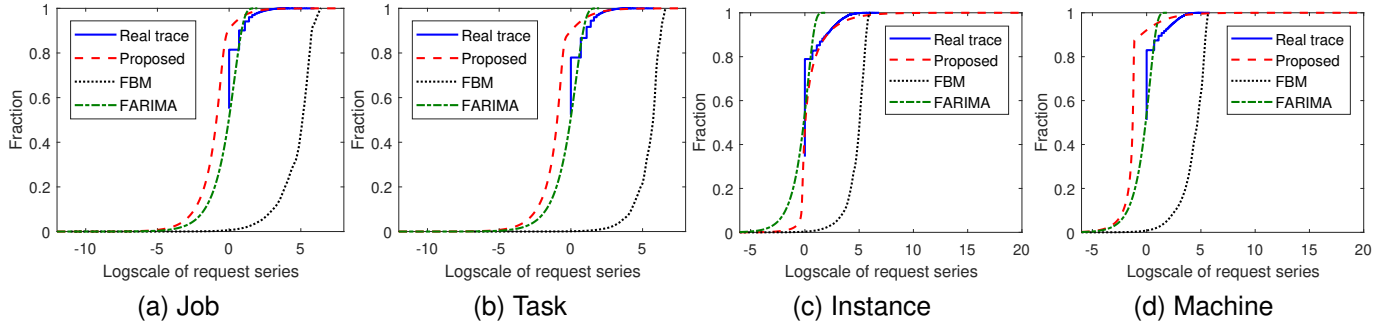 1
0.8
0.6
0.4
0.2
0
Fraction
Real trace
Proposed
FBM
FARIMA
-10 -5 0 5
Logscale of request series
(a) Job
1
0.8
0.6
0.4
0.2
0
Fraction
Real trace
Proposed
FBM
FARIMA
-10 -5 0 5
Logscale of request series
(b) Task
1
0.8
0.6
0.4
0.2
0
Fraction
Real trace
Proposed
FBM
FARIMA
-5 0 5 10 15 20
Logscale of request series
(c) Instance
1
0.8
0.6
0.4
0.2
0
Fraction
Real trace
Proposed
FBM
FARIMA
-5 0 5 10 15 20
Logscale of request series
(d) Machine